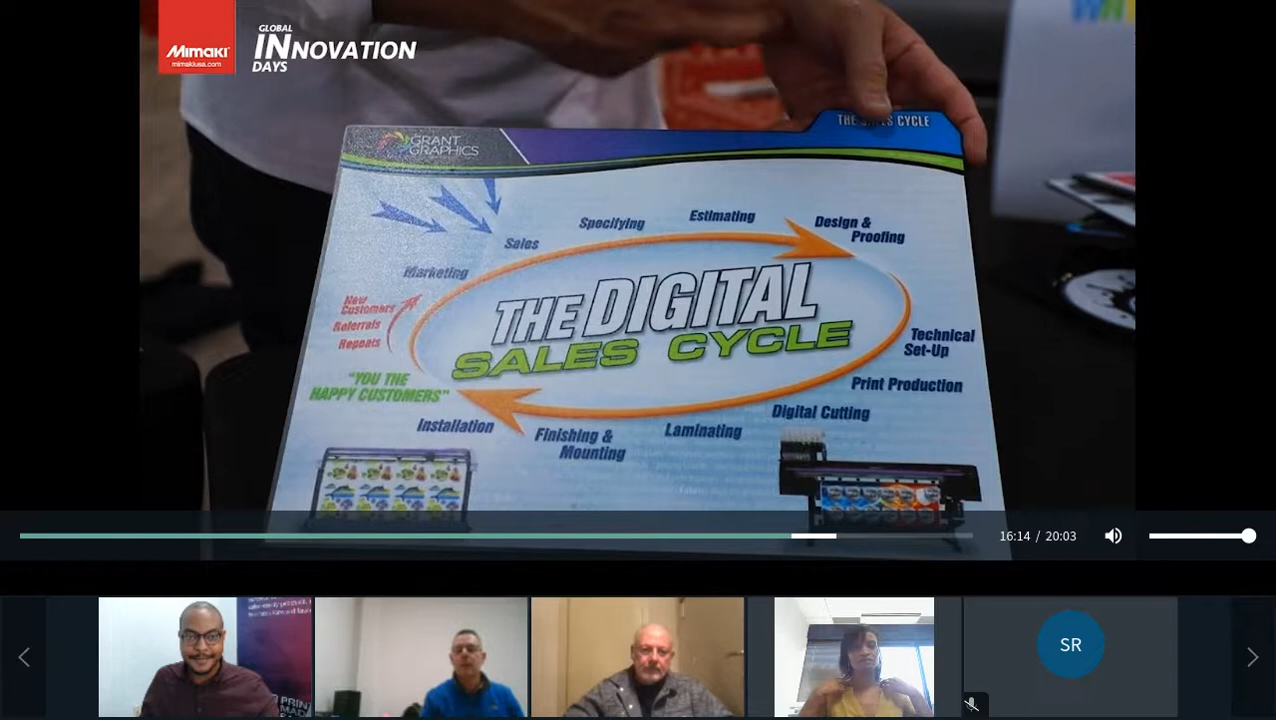 Mimaki
mimakiusa.com
GLOBAL
INNOVATION
DAYS
THE SALES CYCLE
GRANT
GRAPHICS
Specifying
Estimating
Design &
Proofing
Sales
Marketing
New
Customers
Referrals
Repeats
THE DIGITAL
SALES CYCLE
Technical
Set-Up
Print Production
"YOU THE
HAPPY CUSTOMERS"
Digital Cutting
Installation
Finishing &
Mounting
Laminating
16:14 / 20:03
SR
PRIN
MAD